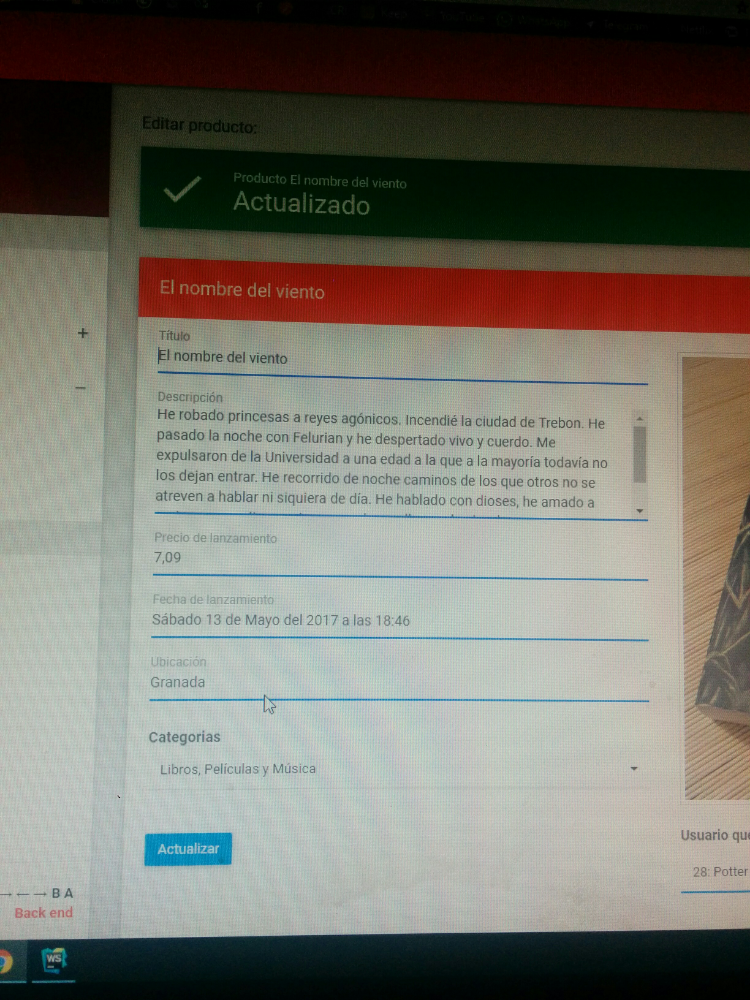 Editar producto:
Producto El nombre del viento
Actualizado
El nombre del viento
+
−
Título
El nombre del viento
Descripción
He robado princesas a reyes agónicos. Incendié la ciudad de Trebon. He
pasado la noche con Felurian y he despertado vivo y cuerdo. Me
expulsaron de la Universidad a una edad a la que a la mayoría todavía no
los dejan entrar. He recorrido de noche caminos de los que otros no se
atreven a hablar ni siquiera de día. He hablado con dioses, he amado a
Precio de lanzamiento
7,09
Fecha de lanzamiento
Sábado 13 de Mayo del 2017 a las 18:46
Ubicación
Granada
Categorias
Libros, Películas y Música
Actualizar
Usuario que
28: Potter
→ ← → B A
Back end
WS